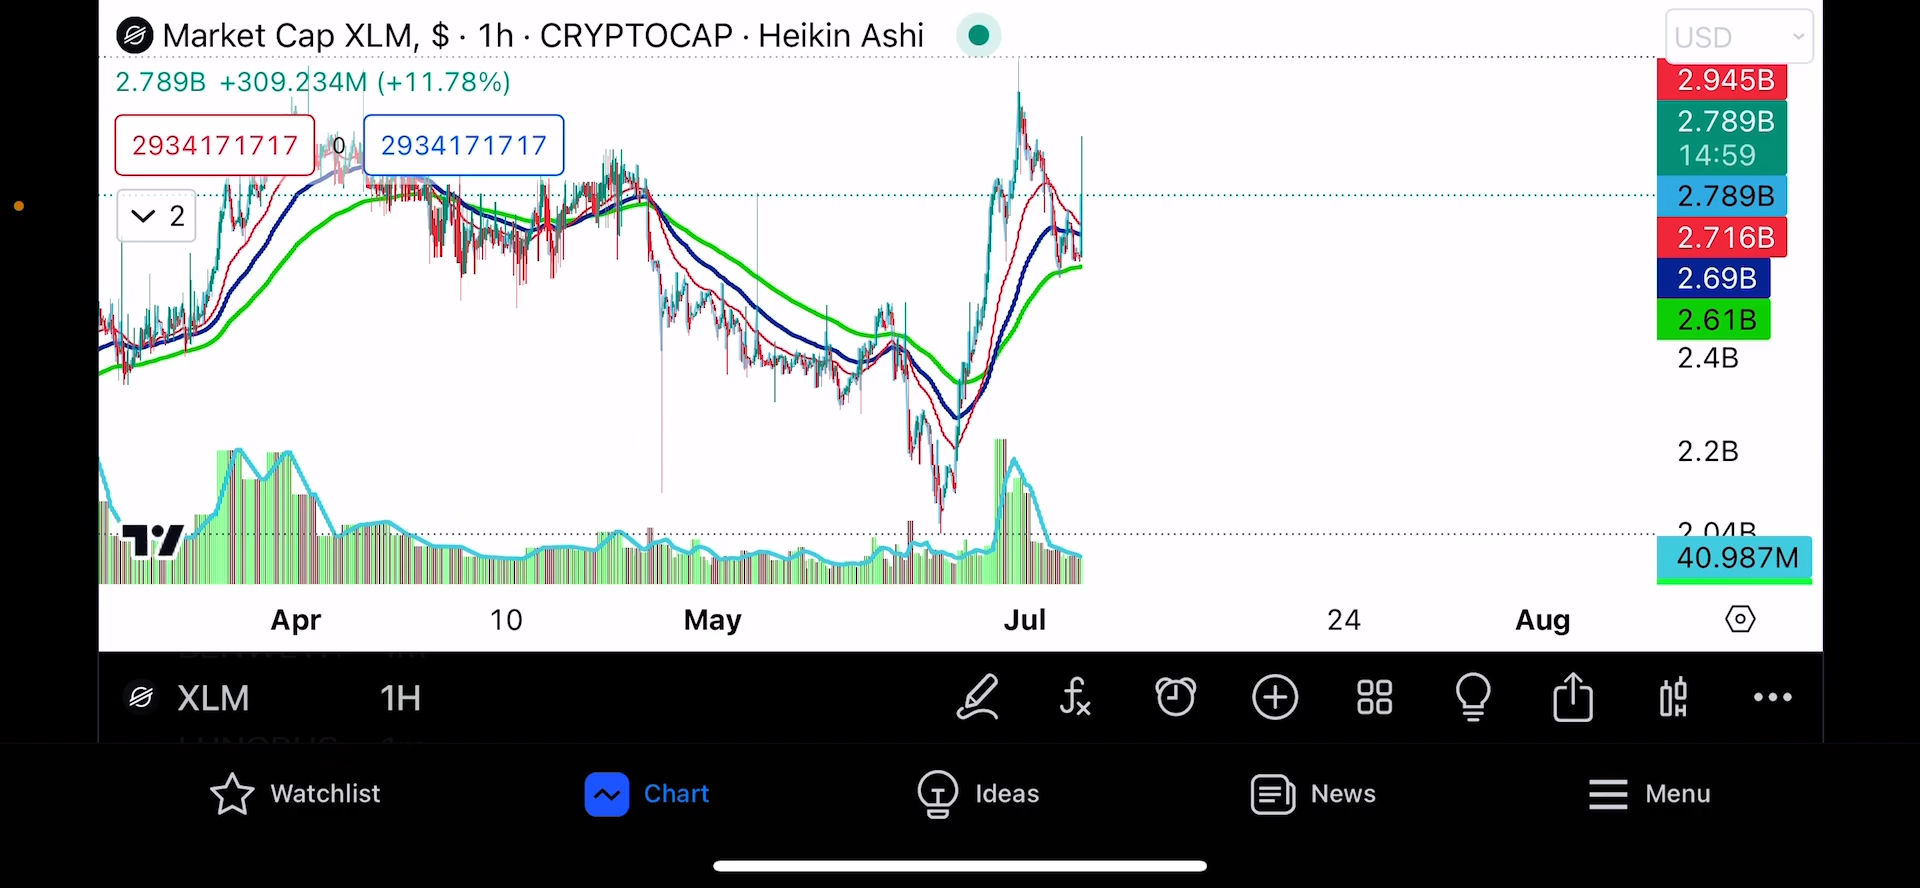 Market Cap XLM, $ · 1h · CRYPTOCAP · Heikin Ashi
USD
2.789B +309.234M (+11.78%)
2934171717 0 2934171717
2
2.945B
2.789B
14:59
2.789B
2.716B
2.69B
2.61B
2.4B
2.2B
2.04B
40.987M
Apr 10 May Jul 24 Aug
XLM 1H
Watchlist Chart Ideas News Menu